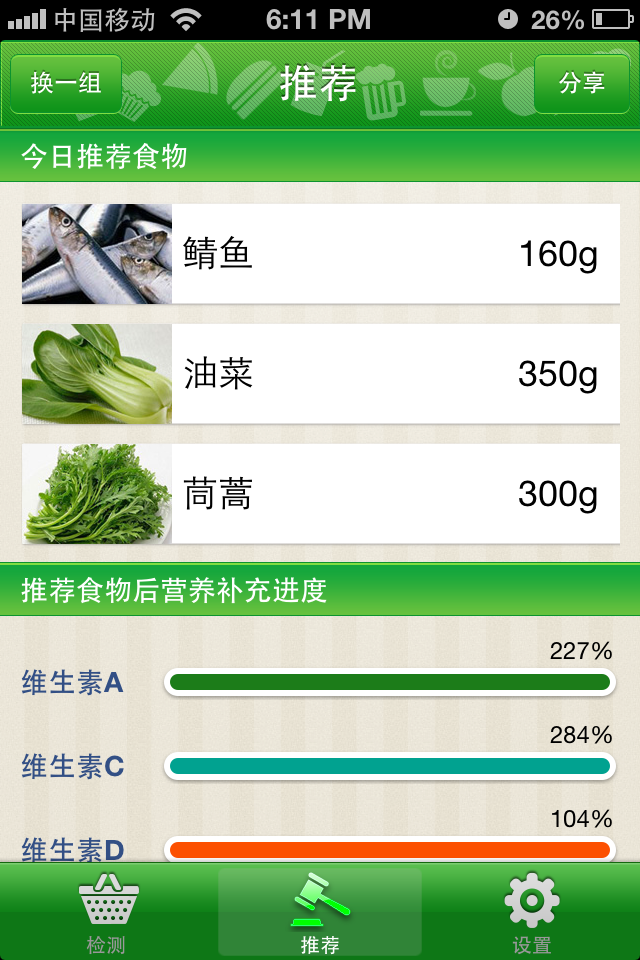 中国移动 6:11 PM 26%
换一组 推荐 分享
今日推荐食物
鲭鱼 160g
油菜 350g
茼蒿 300g
推荐食物后营养补充进度
227%
维生素A
284%
维生素C
104%
维生素D
检测 推荐 设置